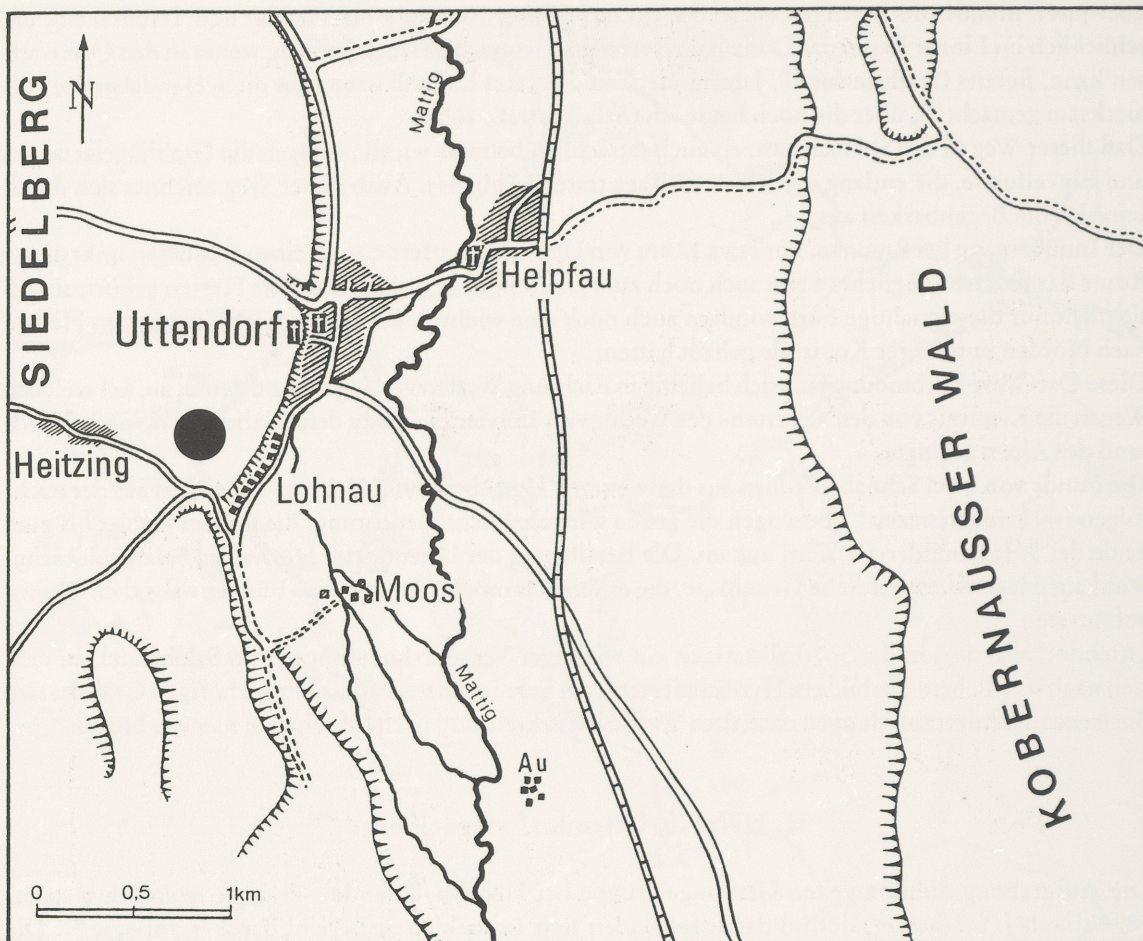 N
SIEDELBERG
Mattig
Helpfau
Uttendorf
KOBERNAUSSER WALD
Heitzing
Lohnau
Moos
Mattig
Au
0 0,5 1km